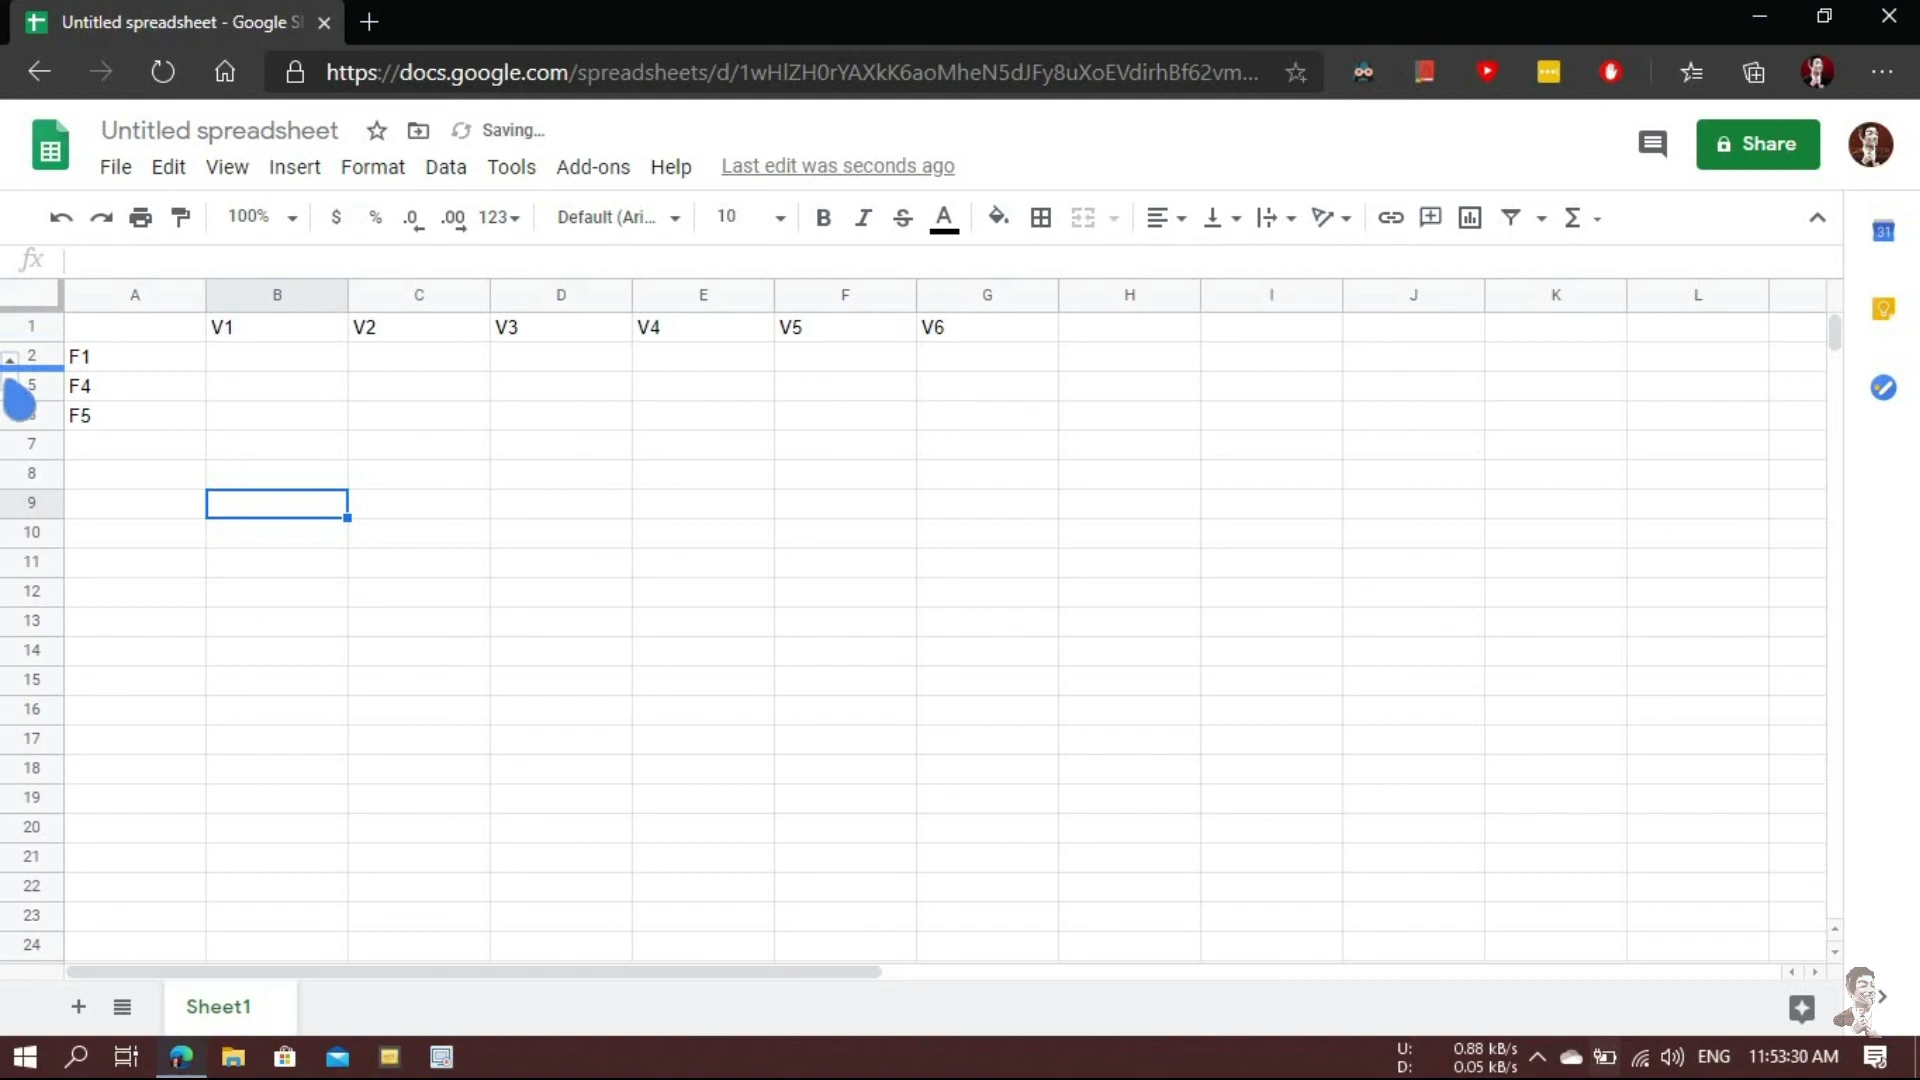 Untitled spreadsheet - Google S
https://docs.google.com/spreadsheets/d/1wHlZH0rYAXkK6aoMheN5dJFy8uXoEVdirhBf62vm...
Untitled spreadsheet Saving...
File Edit View Insert Format Data Tools Add-ons Help Last edit was seconds ago
Share
100% $ % .0 .00 123 Default (Ari... 10 B I S A Σ
31
fx
A B C D E F G H I J K L
1 V1 V2 V3 V4 V5 V6
2 F1
5 F4
F5
7
8
9
10
11
12
13
14
15
16
17
18
19
20
21
22
23
24
+ Sheet1
U: 0.88 kB/s
D: 0.05 kB/s
ENG 11:53:30 AM